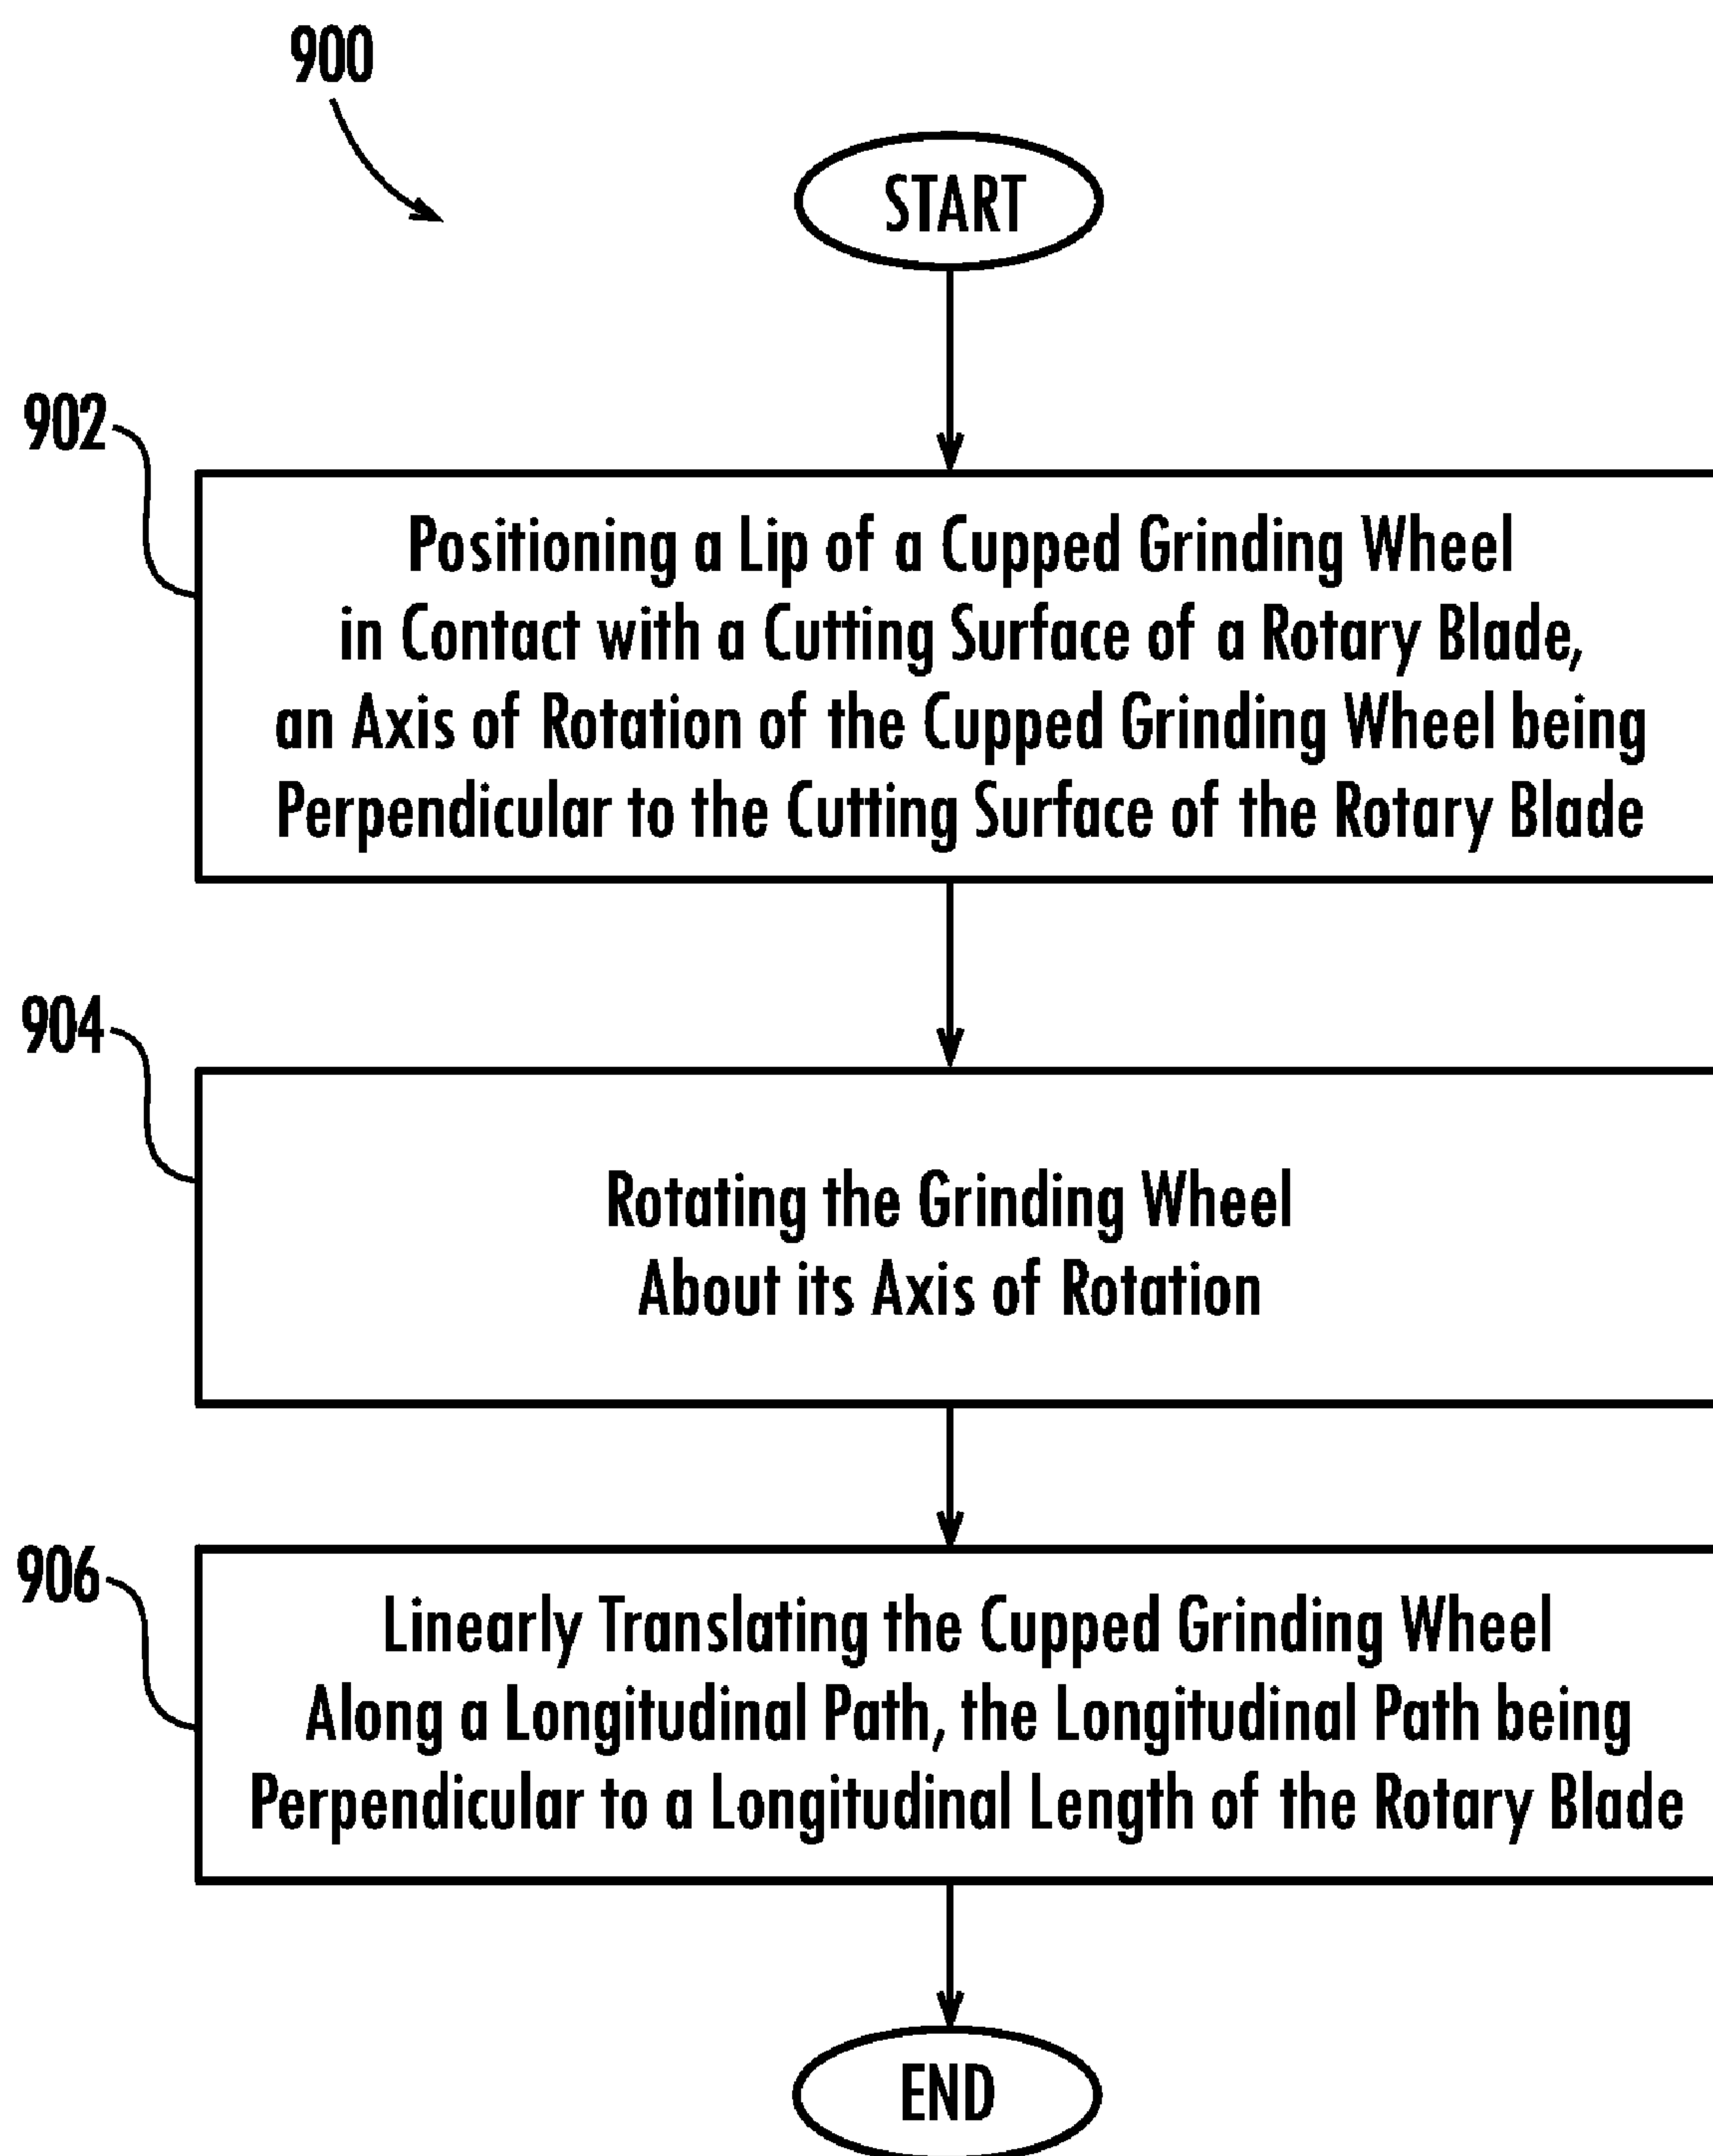 900
START
902
Positioning a Lip of a Cupped Grinding Wheel
in Contact with a Cutting Surface of a Rotary Blade,
an Axis of Rotation of the Cupped Grinding Wheel being
Perpendicular to the Cutting Surface of the Rotary Blade
904
Rotating the Grinding Wheel
About its Axis of Rotation
906
Linearly Translating the Cupped Grinding Wheel
Along a Longitudinal Path, the Longitudinal Path being
Perpendicular to a Longitudinal Length of the Rotary Blade
END